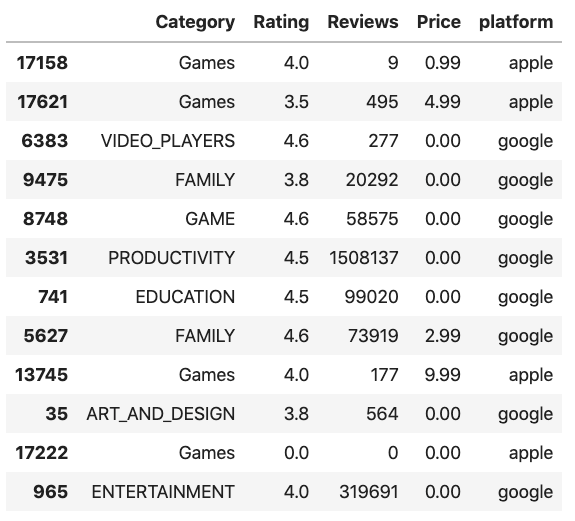 Category Rating Reviews Price platform
17158 Games 4.0 9 0.99 apple
17621 Games 3.5 495 4.99 apple
6383 VIDEO_PLAYERS 4.6 277 0.00 google
9475 FAMILY 3.8 20292 0.00 google
8748 GAME 4.6 58575 0.00 google
3531 PRODUCTIVITY 4.5 1508137 0.00 google
741 EDUCATION 4.5 99020 0.00 google
5627 FAMILY 4.6 73919 2.99 google
13745 Games 4.0 177 9.99 apple
35 ART_AND_DESIGN 3.8 564 0.00 google
17222 Games 0.0 0 0.00 apple
965 ENTERTAINMENT 4.0 319691 0.00 google